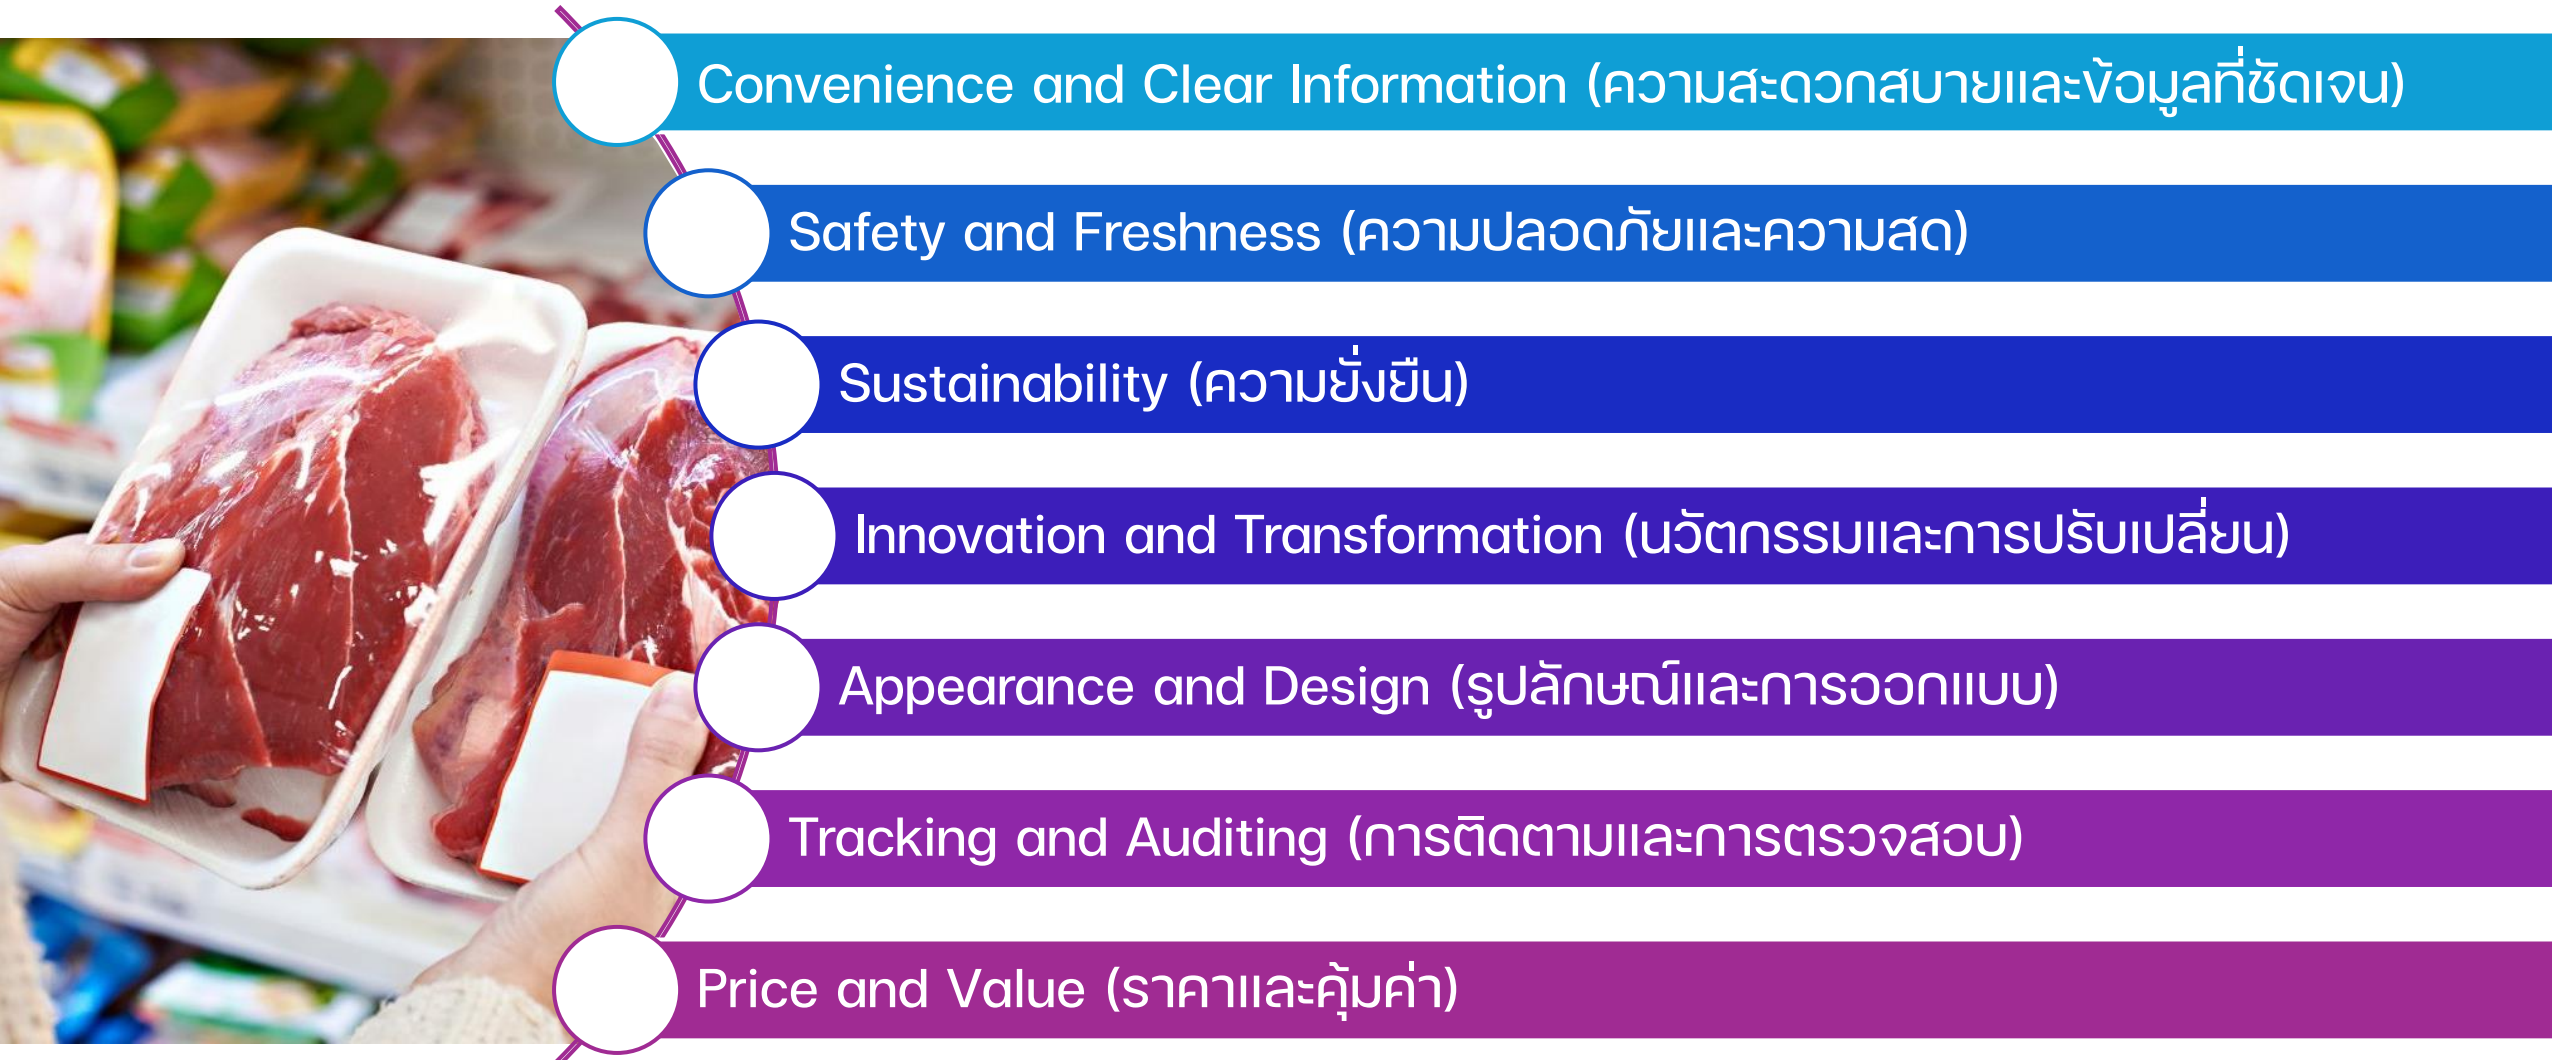 Convenience and Clear Information (ความสะดวกสบายและข้อมูลที่ชัดเจน)
Safety and Freshness (ความปลอดภัยและความสด)
Sustainability (ความยั่งยืน)
Innovation and Transformation (นวัตกรรมและการปรับเปลี่ยน)
Appearance and Design (รูปลักษณ์และการออกแบบ)
Tracking and Auditing (การติดตามและการตรวจสอบ)
Price and Value (ราคาและคุ้มค่า)